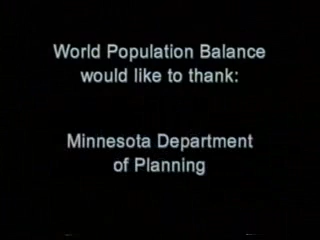 World Population Balance
would like to thank:
Minnesota Department
of Planning